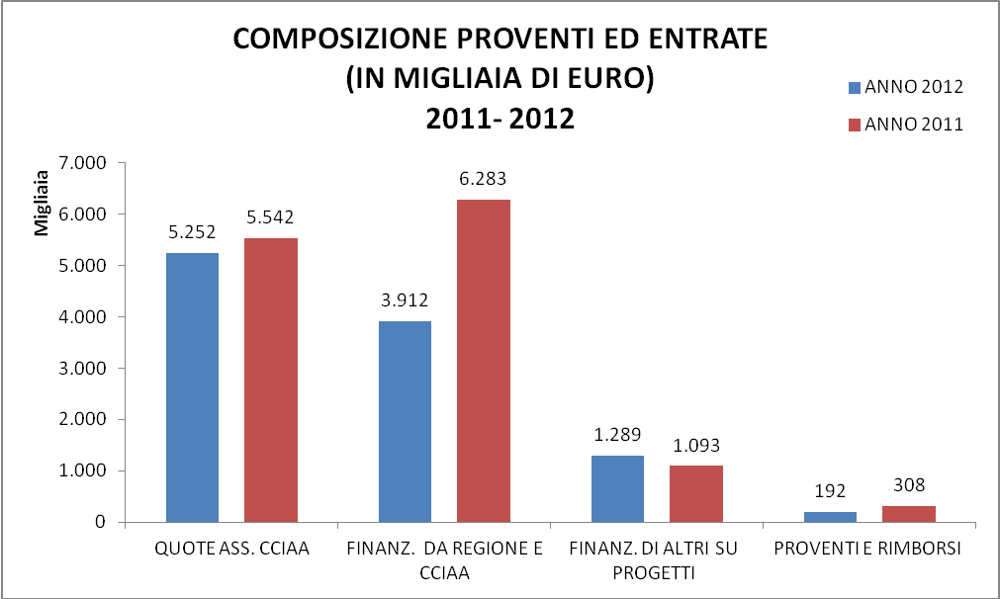 COMPOSIZIONE PROVENTI ED ENTRATE
(IN MIGLIAIA DI EURO)
2011- 2012
ANNO 2012
ANNO 2011
Migliaia
7.000
6.000
5.000
4.000
3.000
2.000
1.000
0
5.252
5.542
3.912
6.283
1.289
1.093
192
308
QUOTE ASS. CCIAA
FINANZ. DA REGIONE E
CCIAA
FINANZ. DI ALTRI SU
PROGETTI
PROVENTI E RIMBORSI